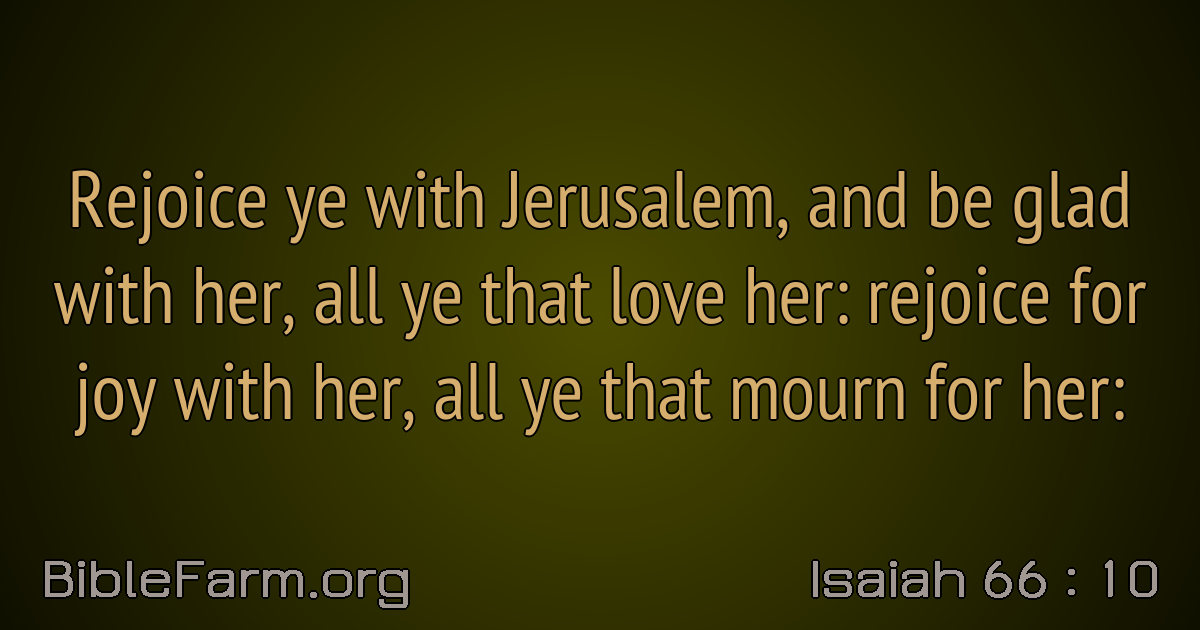 Rejoice ye with Jerusalem, and be glad
with her, all ye that love her: rejoice for
joy with her, all ye that mourn for her:
BibleFarm.org
Isaiah 66 : 10